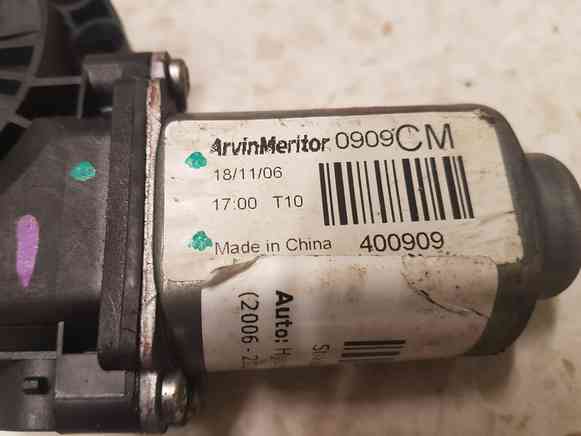 ArvinMeritor 0909CM
18/11/06
17:00 T10
Made in China 400909
Auto:
(2006 -